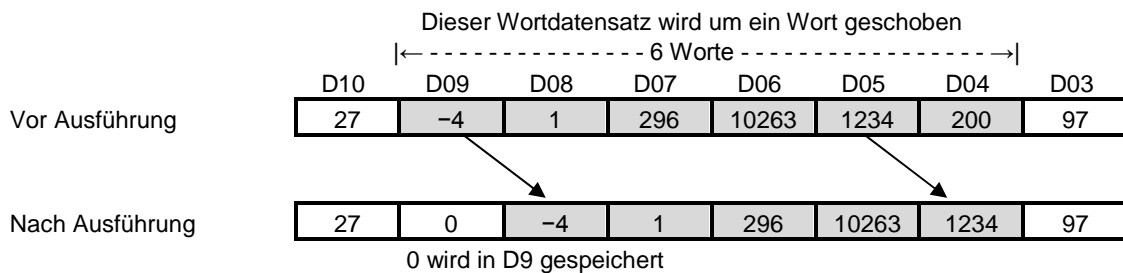 Dieser Wortdatensatz wird um ein Wort geschoben
|← - - - - - - - - - - - - - - - - 6 Worte- - - - - - - - - - - - - - - - - →|
D10 D09 D08 D07 D06 D05 D04 D03
Vor Ausführung 27 −4 1 296 10263 1234 200 97
Nach Ausführung 27 0 −4 1 296 10263 1234 97
0 wird in D9 gespeichert